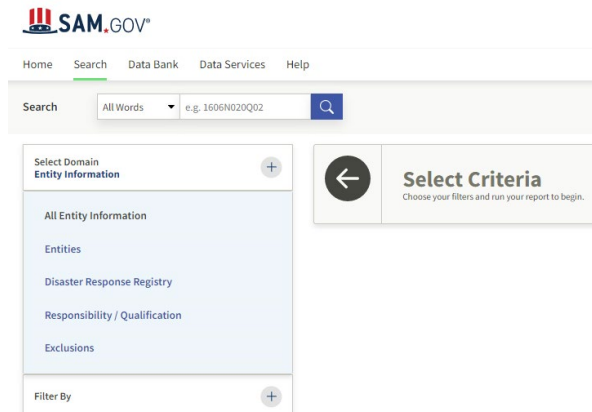 SAM.GOV®
Home Search Data Bank Data Services Help
Search All Words e.g. 1606N020Q02
Select Domain
Entity Information
All Entity Information
Entities
Disaster Response Registry
Responsibility / Qualification
Exclusions
Filter By
Select Criteria
Choose your filters and run your report to begin.